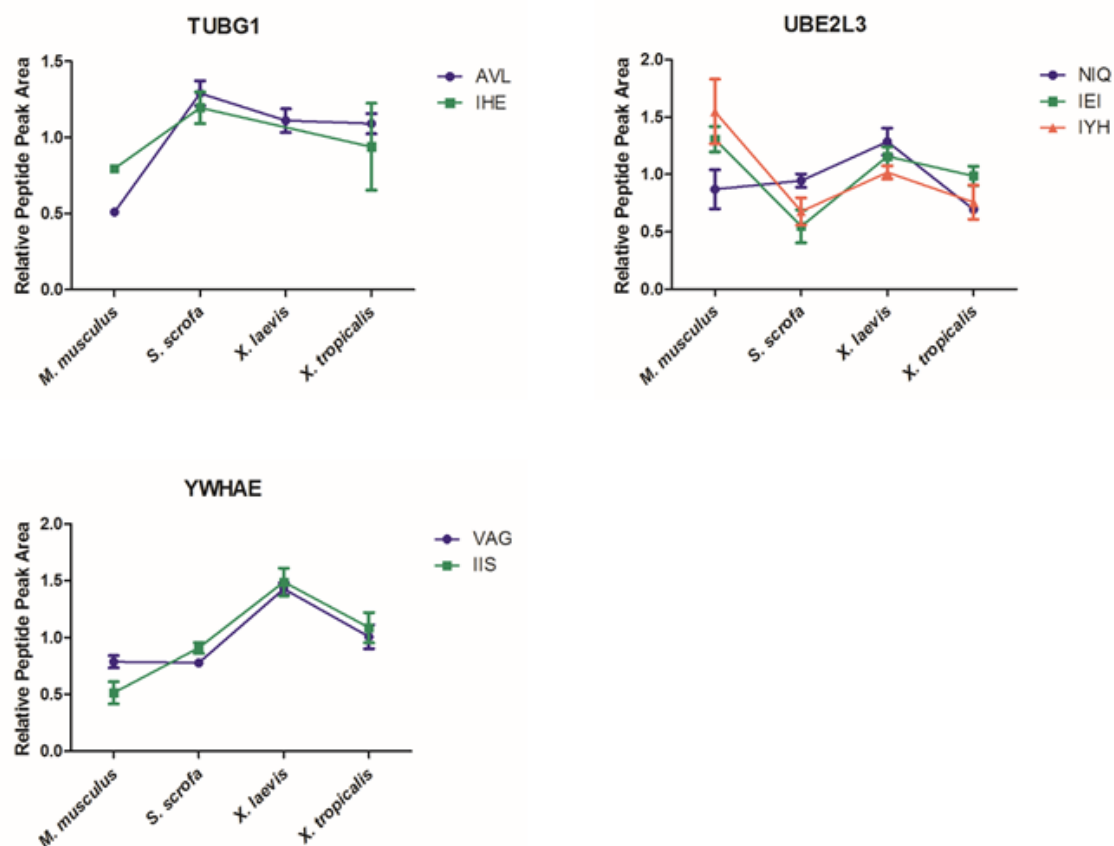 TUBG1
Relative Peptide Peak Area
1.5
1.0
0.5
0.0
AVL
IHE
M. musculus
S. scrofa
X. laevis
X. tropicalis
UBE2L3
Relative Peptide Peak Area
2.0
1.5
1.0
0.5
0.0
NIQ
IEI
IYH
M. musculus
S. scrofa
X. laevis
X. tropicalis
YWHAE
Relative Peptide Peak Area
2.0
1.5
1.0
0.5
0.0
VAG
IIS
M. musculus
S. scrofa
X. laevis
X. tropicalis